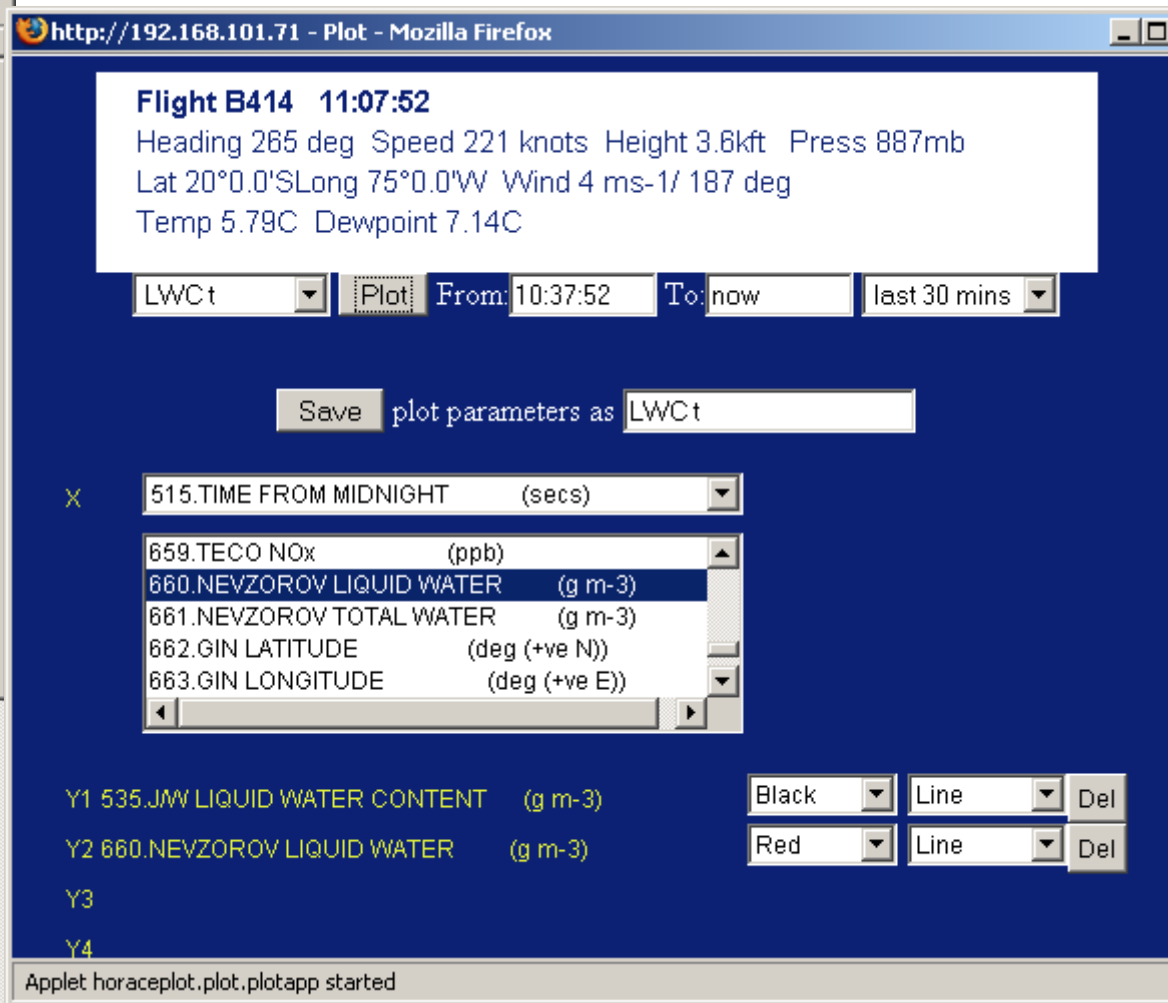 http://192.168.101.71 - Plot - Mozilla Firefox
Flight B414 11:07:52
Heading 265 deg Speed 221 knots Height 3.6kft Press 887mb
Lat 20°0.0'SLong 75°0.0'W Wind 4 ms-1/ 187 deg
Temp 5.79C Dewpoint 7.14C
LWCt Plot From: 10:37:52 To: now last 30 mins
Save plot parameters as LWCt
X 515.TIME FROM MIDNIGHT (secs)
659.TECO NOx (ppb)
660.NEVZOROV LIQUID WATER (g m-3)
661.NEVZOROV TOTAL WATER (g m-3)
662.GIN LATITUDE (deg (+ve N))
663.GIN LONGITUDE (deg (+ve E))
Y1 535.J/W LIQUID WATER CONTENT (g m-3) Black Line Del
Y2 660.NEVZOROV LIQUID WATER (g m-3) Red Line Del
Y3
Y4
Applet horaceplot.plot.plotapp started